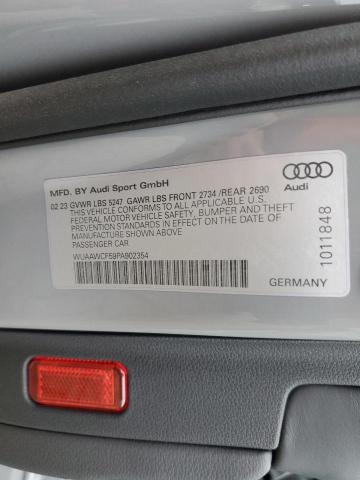 MFD. BY Audi Sport GmbH
02 23 GVWR LBS 5247 GAWR LBS FRONT 2734 /REAR 2690
THIS VEHICLE CONFORMS TO ALL APPLICABLE U.S.
FEDERAL MOTOR VEHICLE SAFETY, BUMPER AND THEFT
PREVENTION STANDARDS IN EFFECT ON THE DATE OF
MANUFACTURE SHOWN ABOVE.
PASSENGER CAR
WUAAWCF59PA902354
Audi
1011848
GERMANY